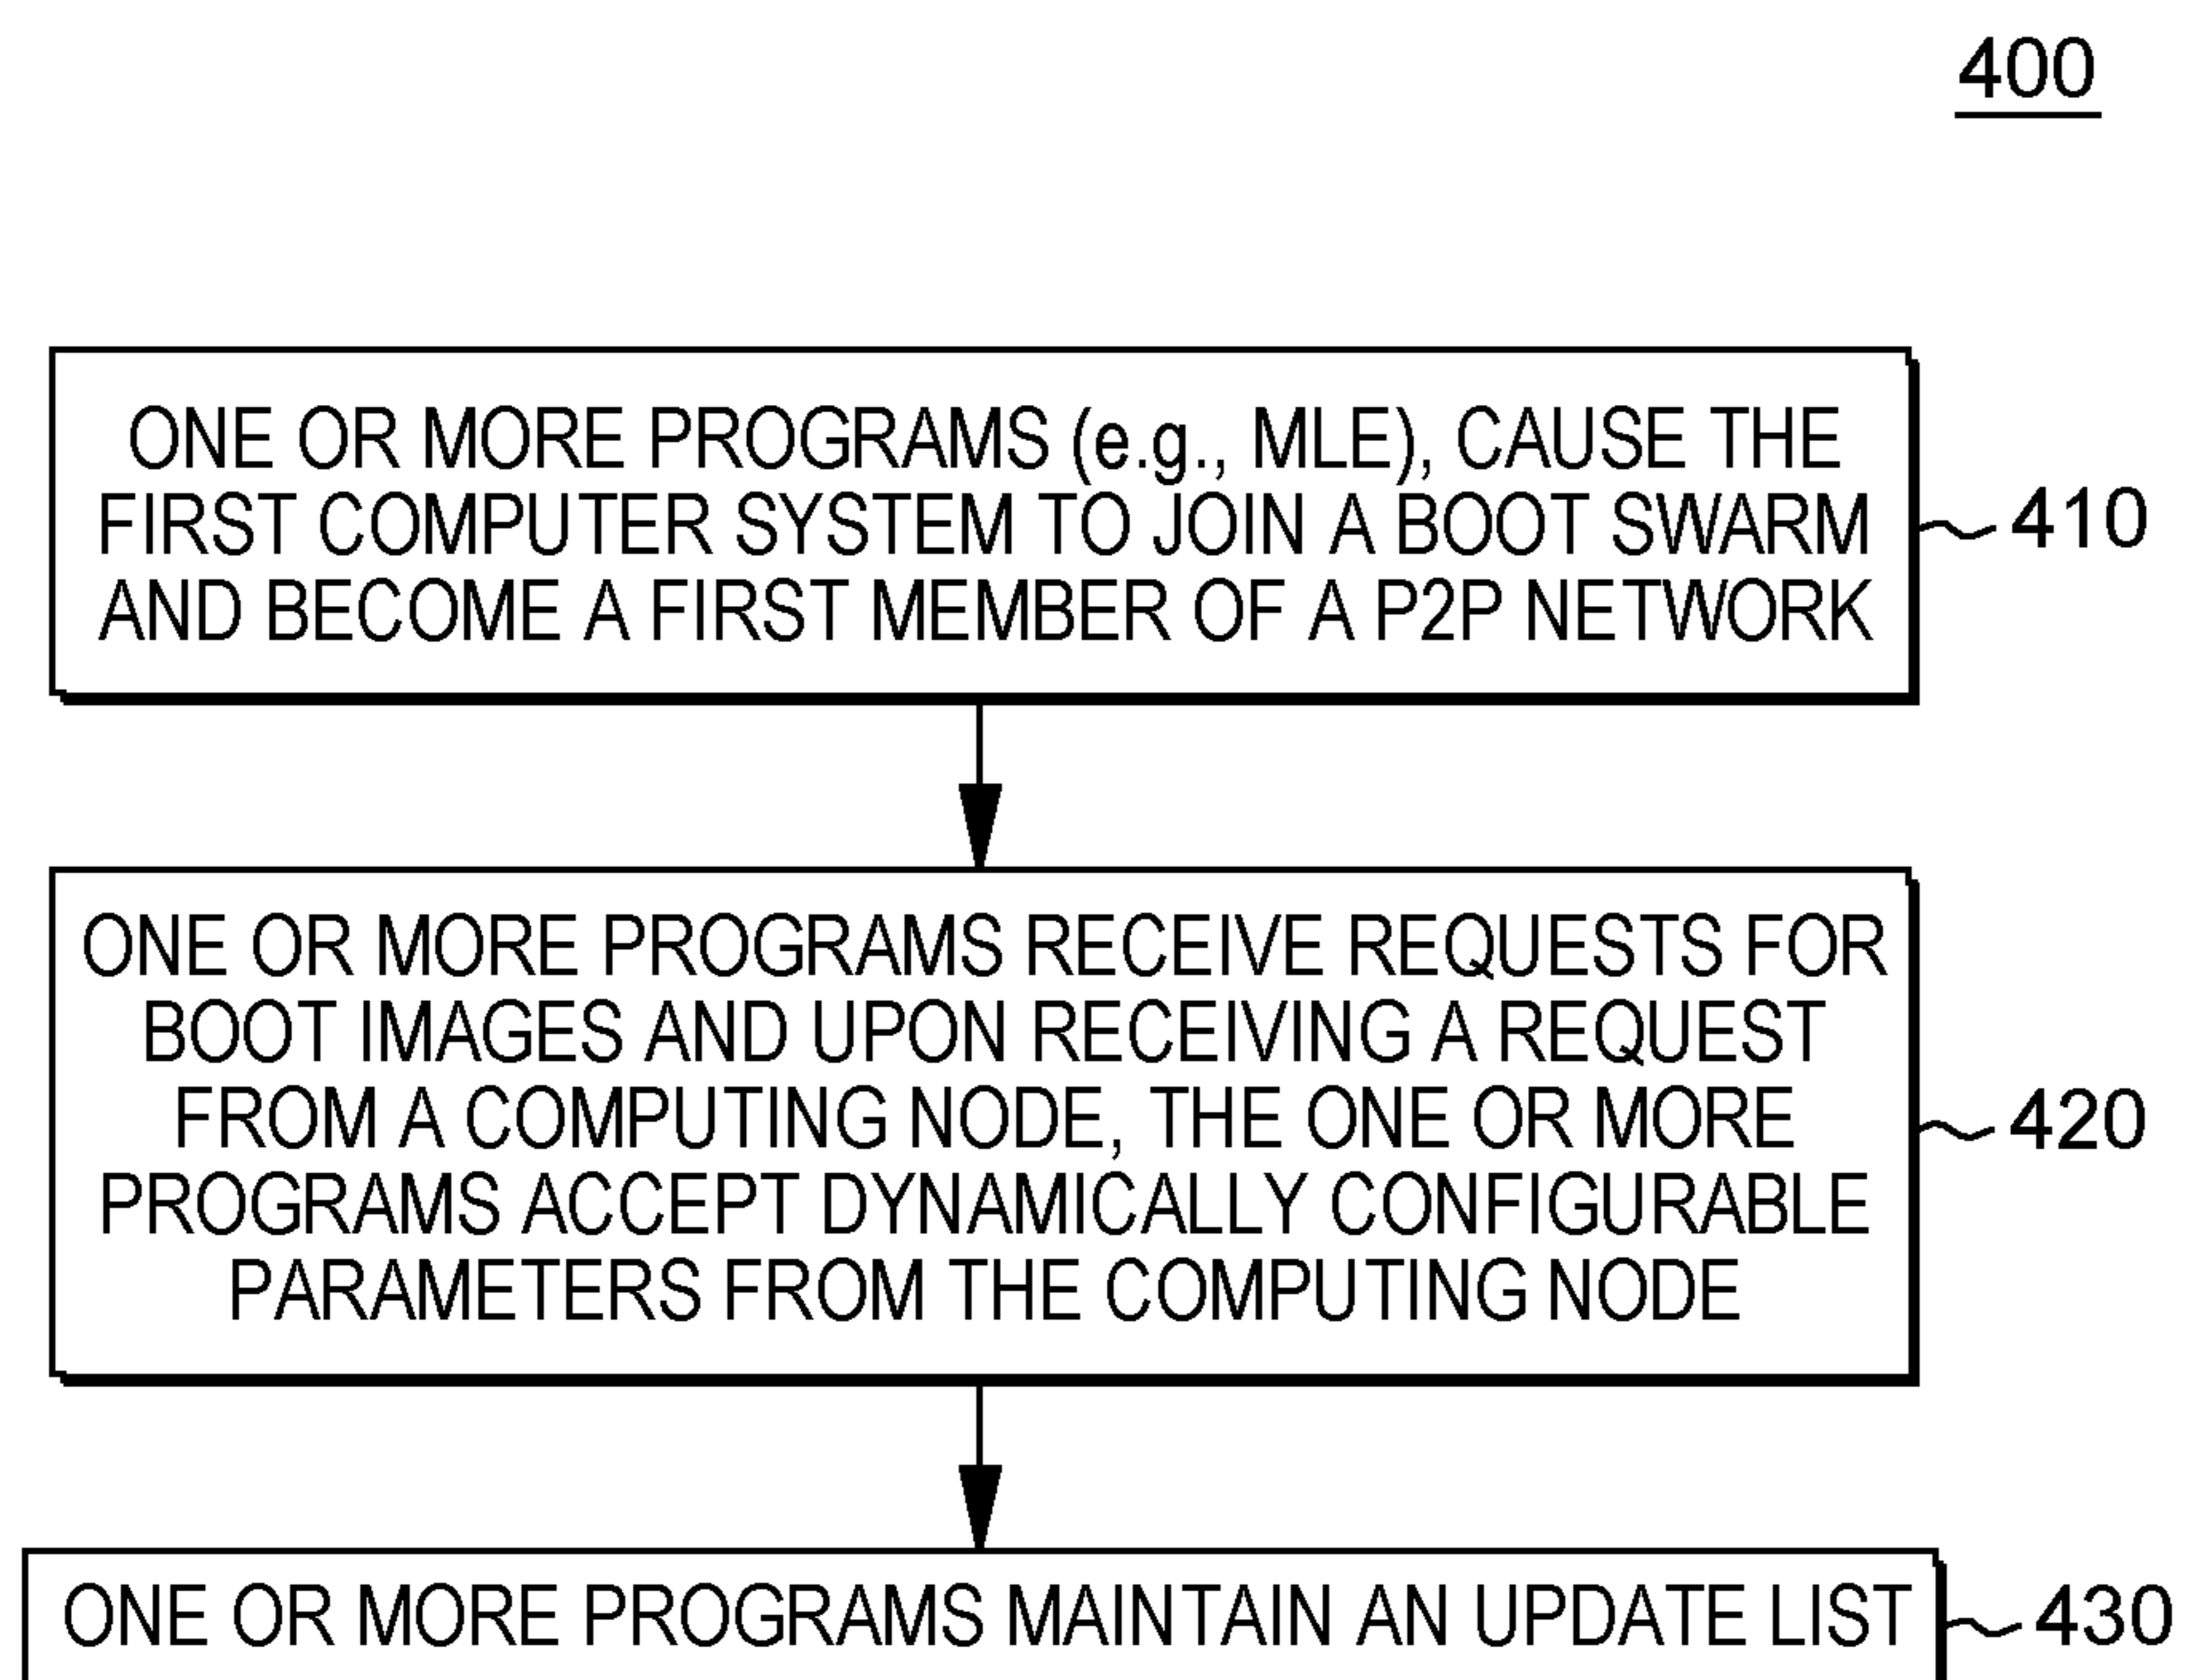 400
ONE OR MORE PROGRAMS (e.g., MLE), CAUSE THE
FIRST COMPUTER SYSTEM TO JOIN A BOOT SWARM
AND BECOME A FIRST MEMBER OF A P2P NETWORK
410
ONE OR MORE PROGRAMS RECEIVE REQUESTS FOR
BOOT IMAGES AND UPON RECEIVING A REQUEST
FROM A COMPUTING NODE, THE ONE OR MORE
PROGRAMS ACCEPT DYNAMICALLY CONFIGURABLE
PARAMETERS FROM THE COMPUTING NODE
420
ONE OR MORE PROGRAMS MAINTAIN AN UPDATE LIST
430